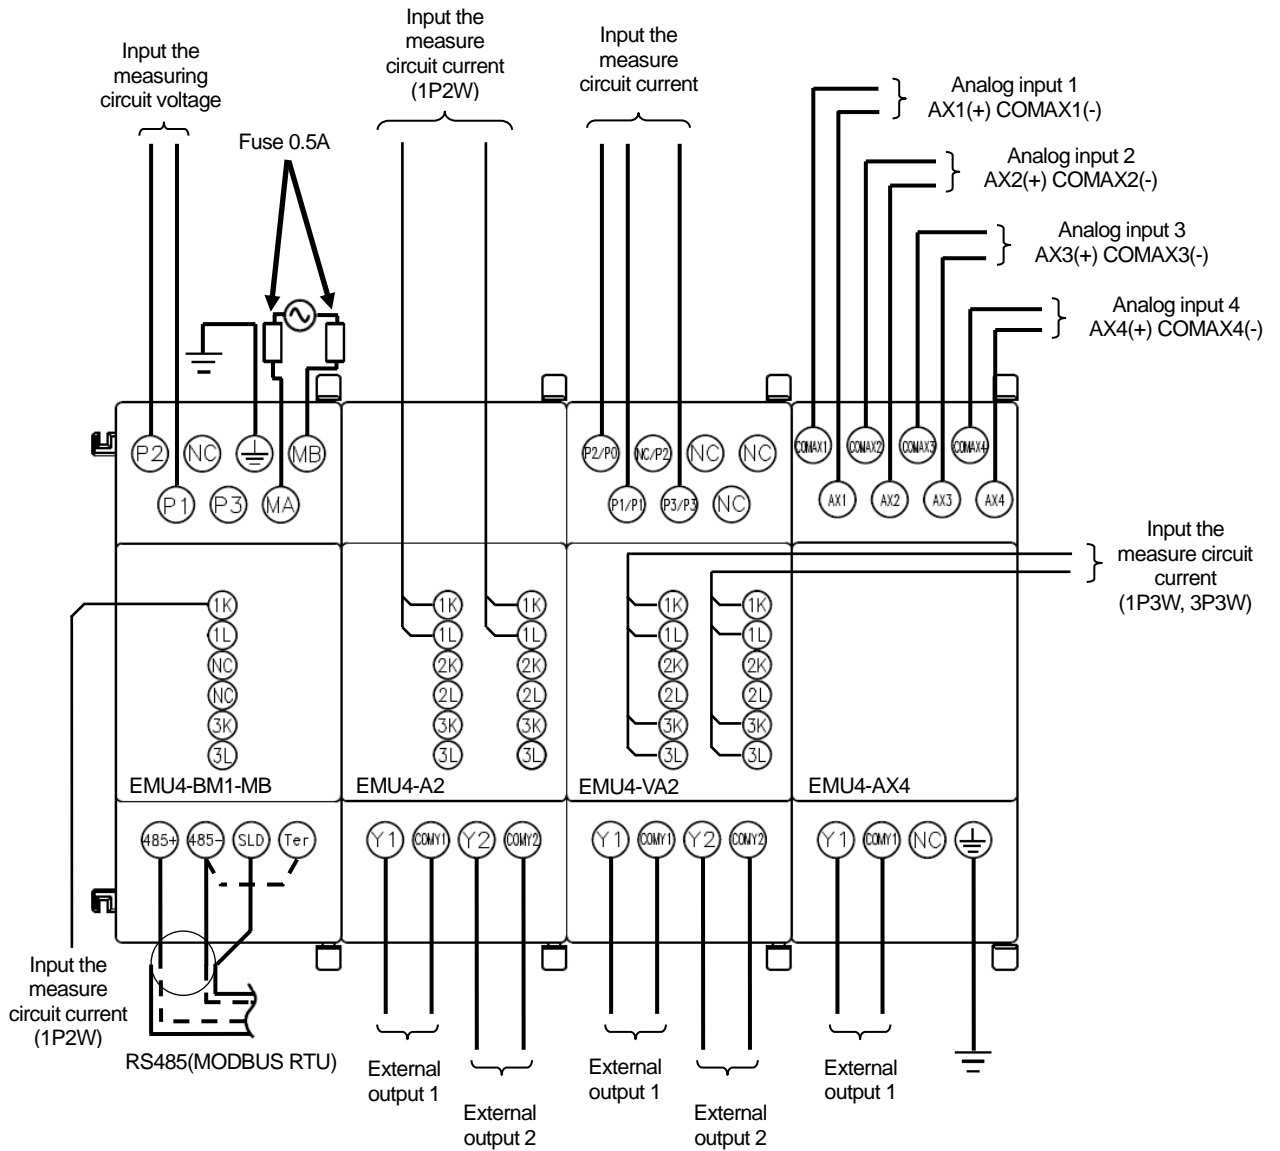 Input the
measuring
circuit voltage
Fuse 0.5A
Input the
measure
circuit current
(1P2W)
Input the
measure
circuit current
Analog input 1
AX1(+) COMAX1(-)
Analog input 2
AX2(+) COMAX2(-)
Analog input 3
AX3(+) COMAX3(-)
Analog input 4
AX4(+) COMAX4(-)
P2 NC MB
P1 P3 MA
P2/P0 NC/P2 NC NC
P1/P1 P3/P3 NC
COMAX1 COMAX2 COMAX3 COMAX4
AX1 AX2 AX3 AX4
Input the
measure circuit
current
(1P3W, 3P3W)
1K
1L
NC
NC
3K
3L
EMU4-BM1-MB
1K 1K
1L 1L
2K 2K
2L 2L
3K 3K
3L 3L
EMU4-A2
1K 1K
1L 1L
2K 2K
2L 2L
3K 3K
3L 3L
EMU4-VA2
EMU4-AX4
485+ 485- SLD Ter
Y1 COMY1 Y2 COMY2
Y1 COMY1 Y2 COMY2
Y1 COMY1 NC
Input the
measure
circuit current
(1P2W)
RS485(MODBUS RTU)
External
output 1
External
output 2
External
output 1
External
output 2
External
output 1